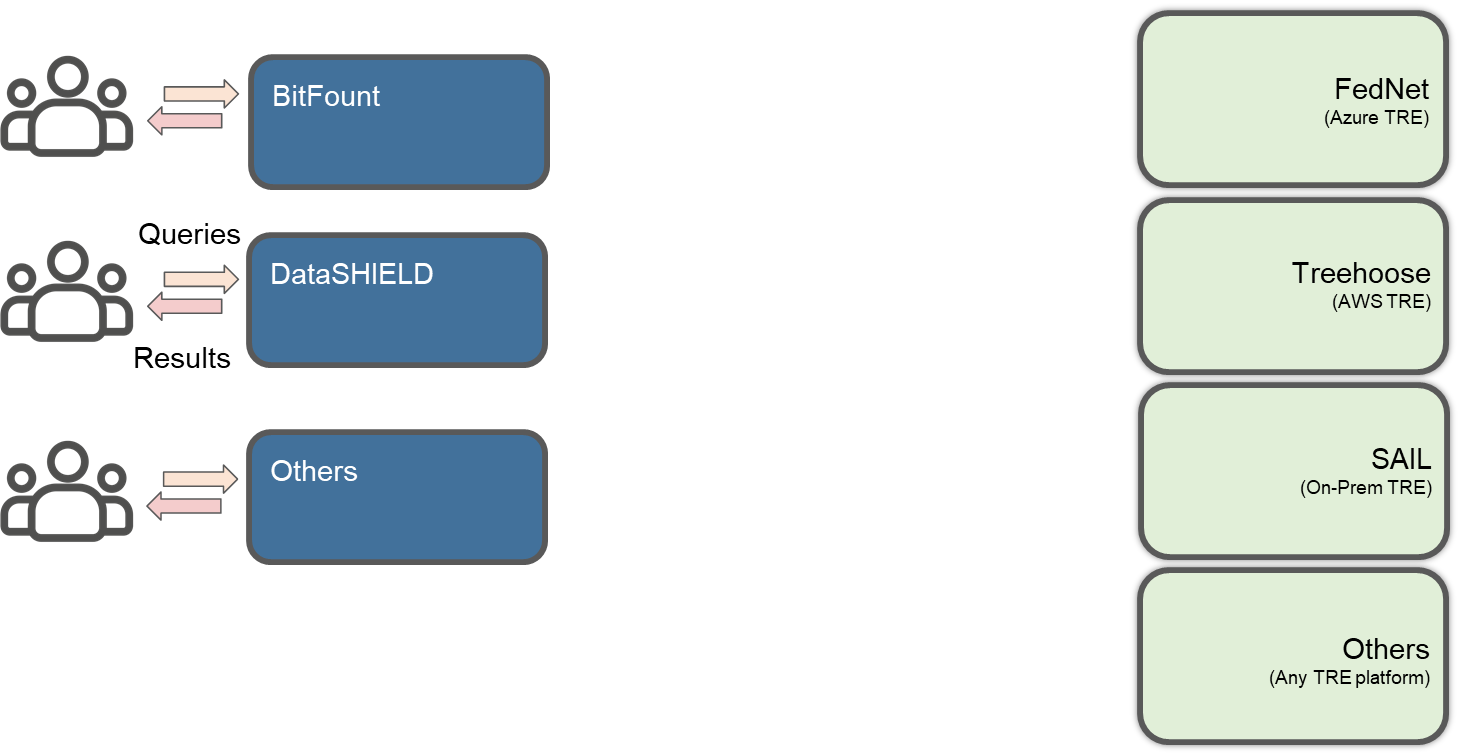 BitFount
Queries
DataSHIELD
Results
Others
FedNet
(Azure TRE)
Treehoose
(AWS TRE)
SAIL
(On-Prem TRE)
Others
(Any TRE platform)